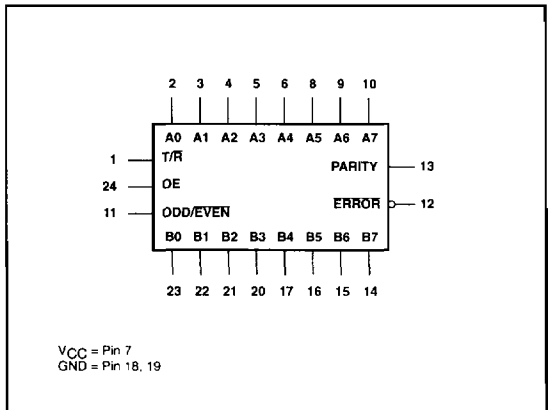 2 3 4 5 6 8 9 10
A0 A1 A2 A3 A4 A5 A6 A7
1 T/R̅
PARITY 13
24 OE
E̅R̅R̅O̅R̅ 12
11 ODD/E̅V̅E̅N̅
B0 B1 B2 B3 B4 B5 B6 B7
23 22 21 20 17 16 15 14
VCC = Pin 7
GND = Pin 18, 19